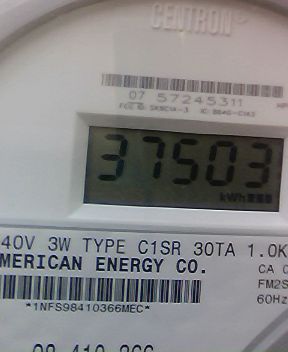 CENTRON®
07 57245311
37503
kWh
40V 3W TYPE C1SR 30TA 1.0K
MERICAN ENERGY CO.
CA
FM2S
60Hz
*1NFS98410366MEC*